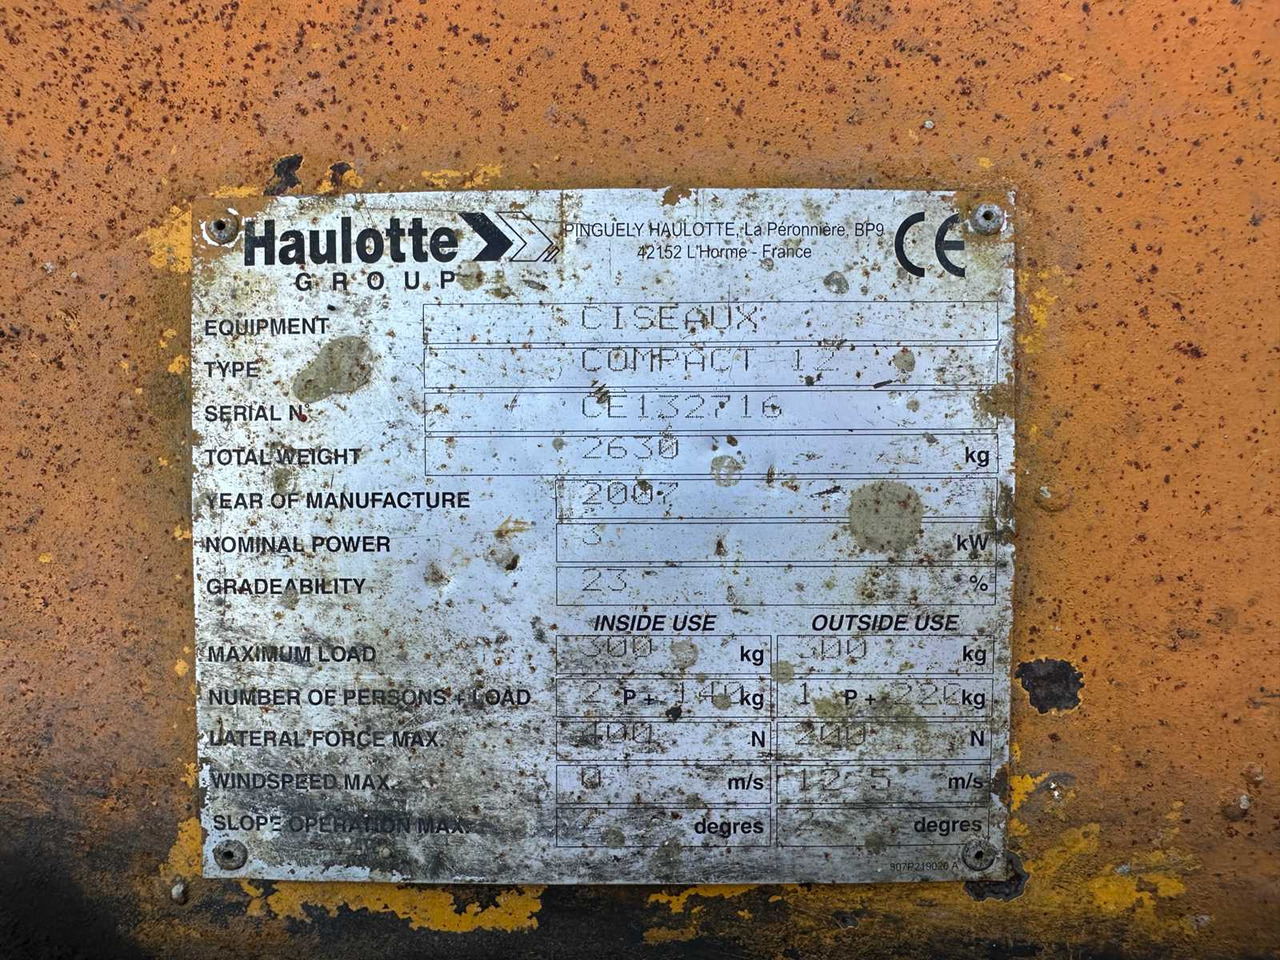 Haulotte
GROUP
PINGUELY HAULOTTE, La Péronnière, BP9
42152 L'Horme - France
CE
EQUIPMENT CISEAUX
TYPE COMPACT 12
SERIAL N° CE132716
TOTAL WEIGHT 2630 kg
YEAR OF MANUFACTURE 2007
NOMINAL POWER 3 kW
GRADEABILITY 23 %
INSIDE USE OUTSIDE USE
MAXIMUM LOAD 300 kg 300 kg
NUMBER OF PERSONS + LOAD 2 P + 140 kg 1 P + 220 kg
LATERAL FORCE MAX. 400 N 200 N
WINDSPEED MAX. 0 m/s 12.5 m/s
SLOPE OPERATION MAX. degres degres
307P219020 A